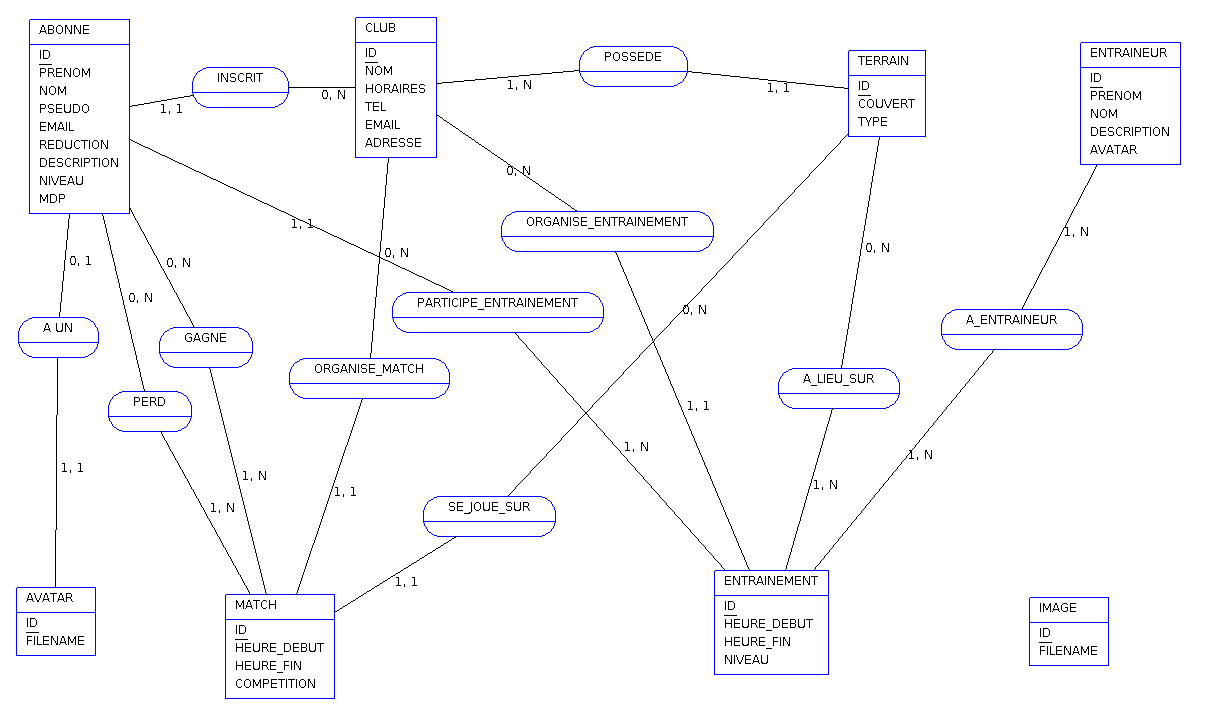 ABONNE
ID
PRENOM
NOM
PSEUDO
EMAIL
REDUCTION
DESCRIPTION
NIVEAU
MDP
INSCRIT
1, 1
0, N
CLUB
ID
NOM
HORAIRES
TEL
EMAIL
ADRESSE
POSSEDE
1, N
1, 1
TERRAIN
ID
COUVERT
TYPE
ENTRAINEUR
ID
PRENOM
NOM
DESCRIPTION
AVATAR
0, N
ORGANISE_ENTRAINEMENT
1, 1
1, 1
PARTICIPE_ENTRAINEMENT
1, N
0, N
ORGANISE_MATCH
1, 1
0, N
SE_JOUE_SUR
1, 1
0, N
A_LIEU_SUR
1, N
1, N
A_ENTRAINEUR
1, N
0, 1
A UN
1, 1
0, N
PERD
1, N
0, N
GAGNE
1, N
AVATAR
ID
FILENAME
MATCH
ID
HEURE_DEBUT
HEURE_FIN
COMPETITION
ENTRAINEMENT
ID
HEURE_DEBUT
HEURE_FIN
NIVEAU
IMAGE
ID
FILENAME